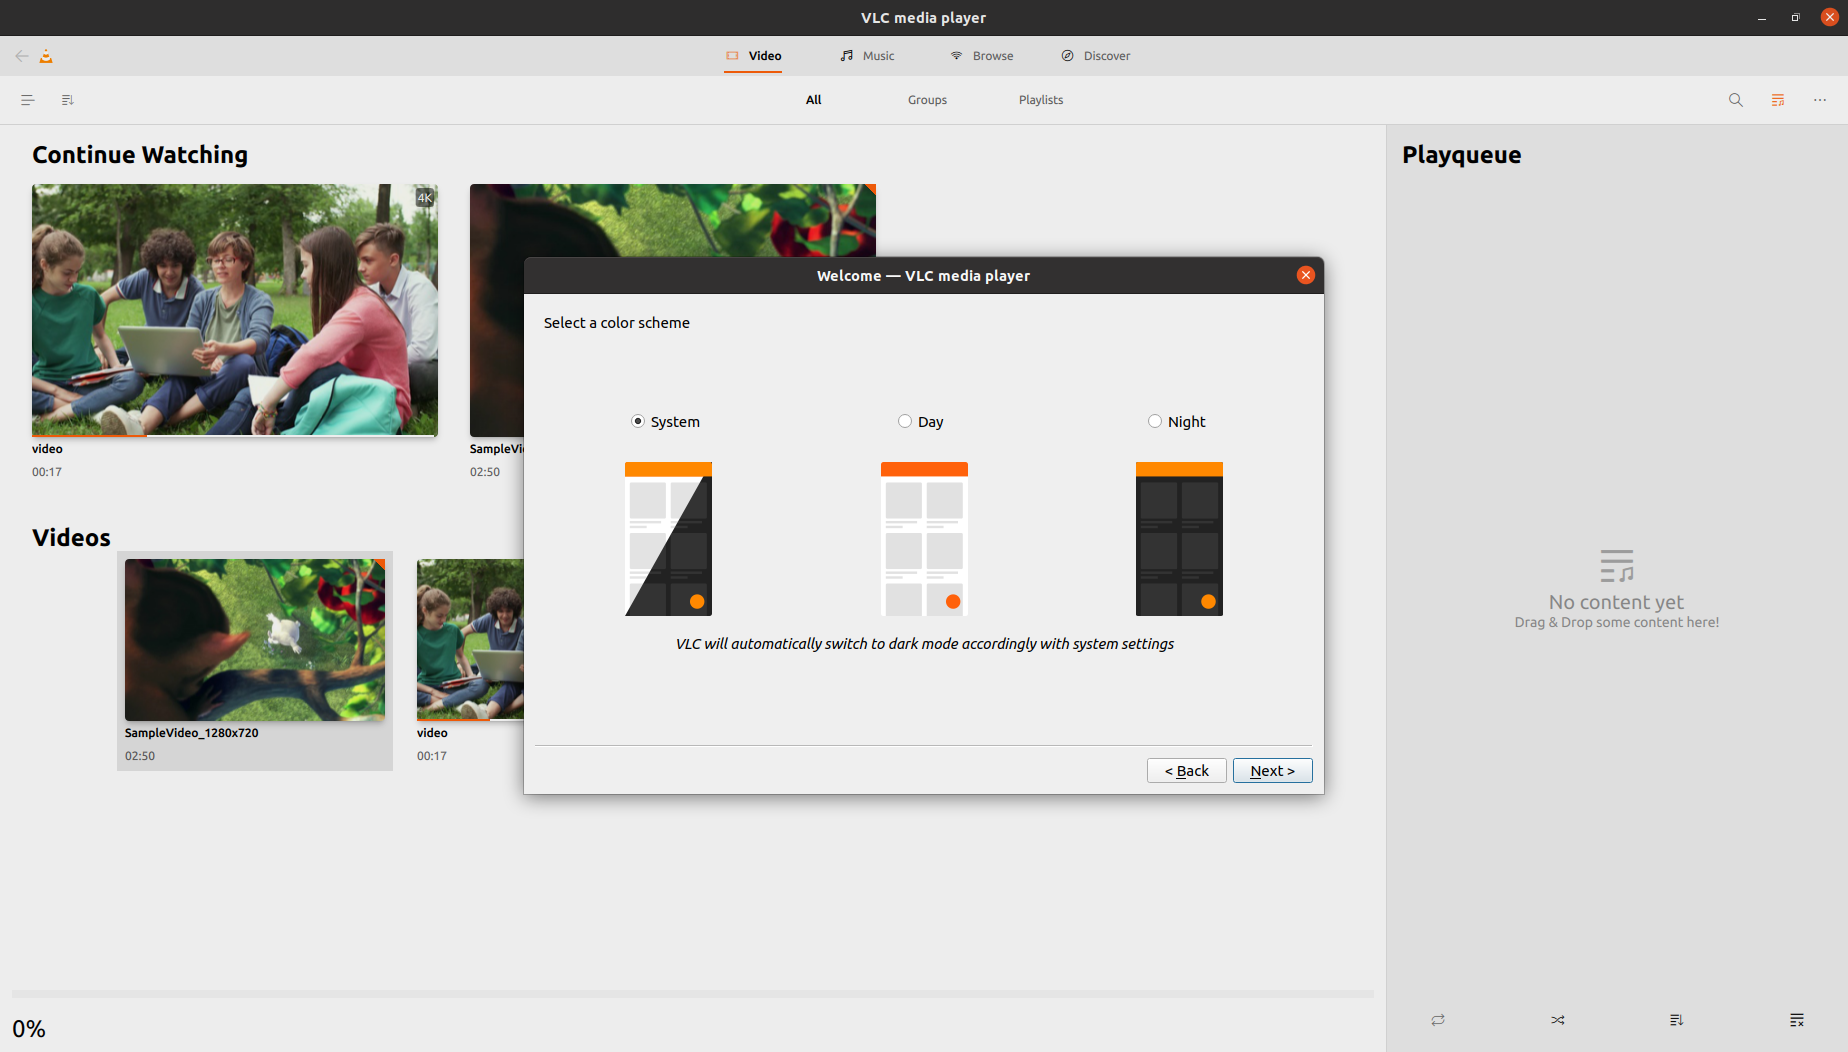 VLC media player
Video
Music
Browse
Discover
All
Groups
Playlists
Continue Watching
Playqueue
4K
Welcome — VLC media player
Select a color scheme
System
Day
Night
VLC will automatically switch to dark mode accordingly with system settings
< Back
Next >
video
00:17
SampleVi
02:50
Videos
SampleVideo_1280x720
02:50
video
00:17
No content yet
Drag & Drop some content here!
0%